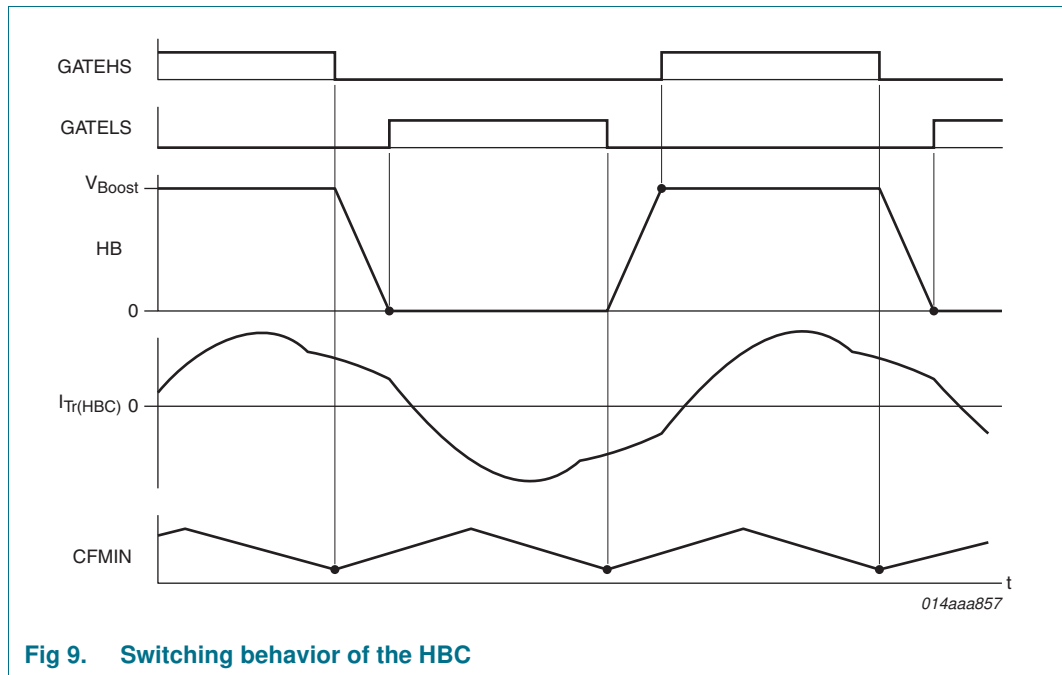 GATEHS
GATELS
VBoost
HB
0
ITr(HBC) 0
CFMIN
t
014aaa857
Fig 9. Switching behavior of the HBC